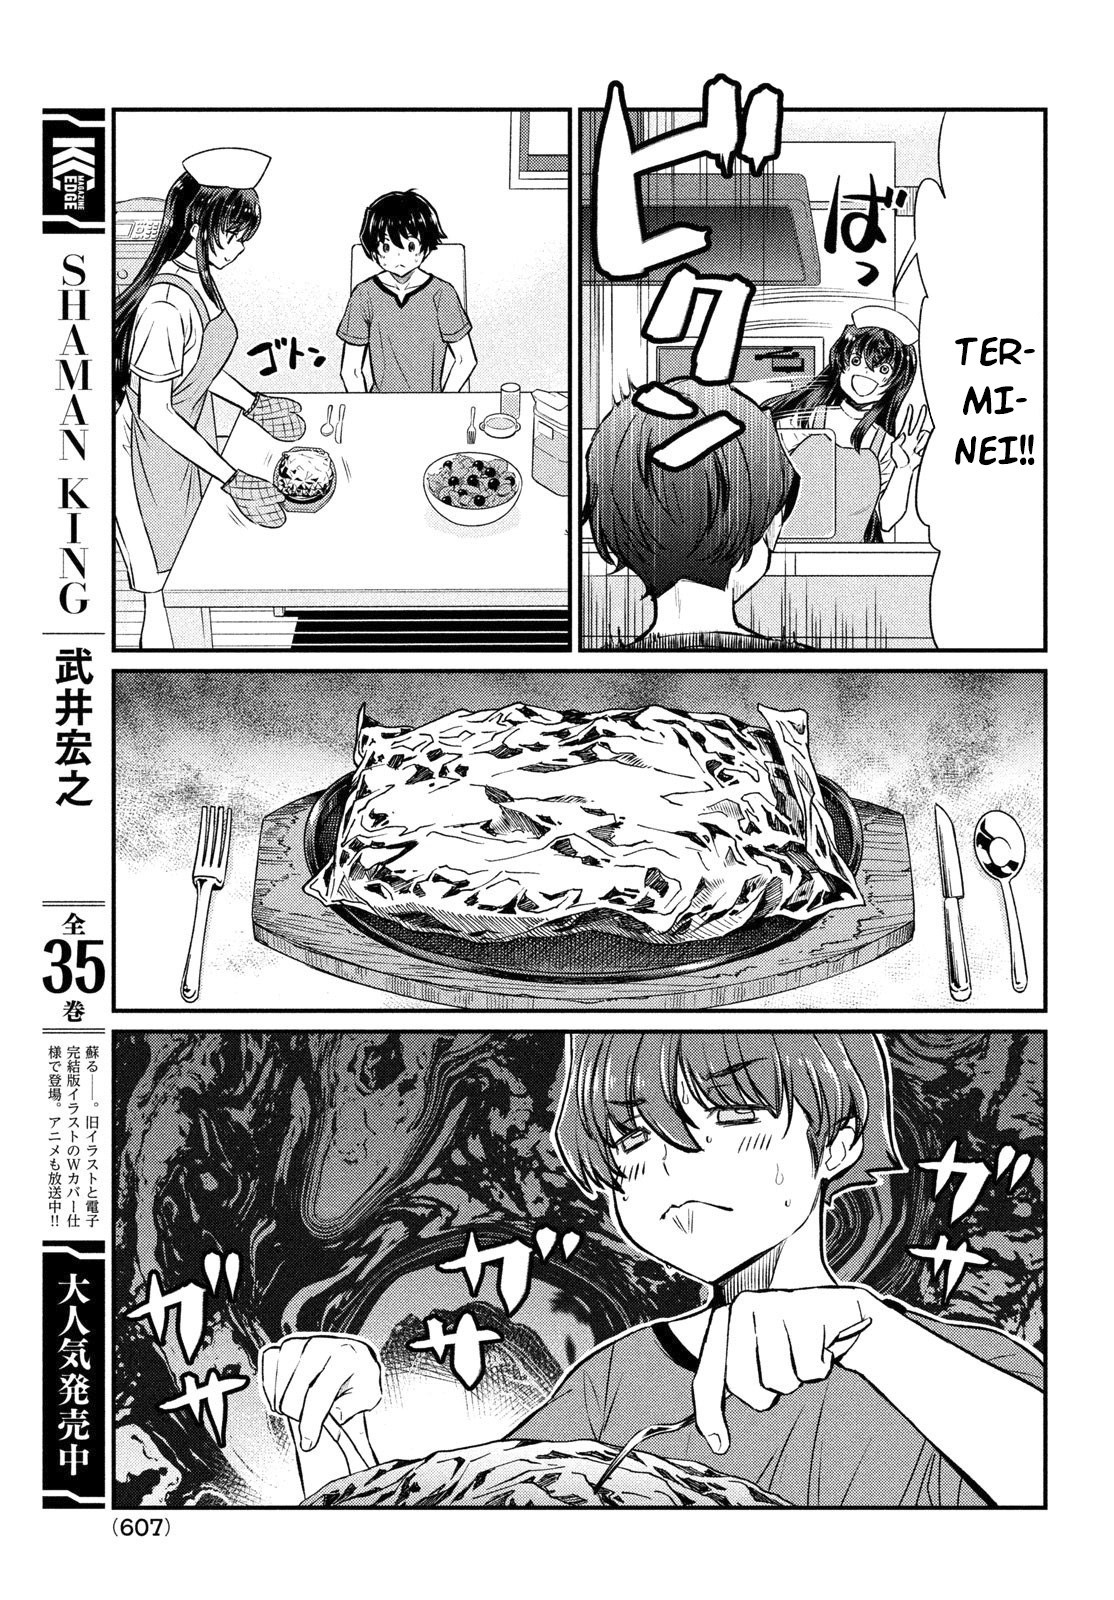 ばっ
ビクンッ
TER-
MI-
NEI!!
ゴトン
ガサ
ガサ
ガサ
KC
MAGAZINE
EDGE
SHAMAN KING
武井宏之
全
35
巻
蘇る――。旧イラストと電子
完結版イラストのWカバー仕
様で登場。アニメも放送中!!
大人気発売中
(607)